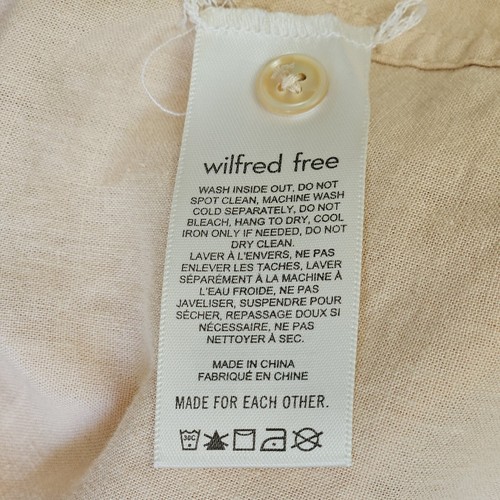 wilfred free
WASH INSIDE OUT, DO NOT
SPOT CLEAN, MACHINE WASH
COLD SEPARATELY, DO NOT
BLEACH, HANG TO DRY, COOL
IRON ONLY IF NEEDED, DO NOT
DRY CLEAN.
LAVER À L'ENVERS, NE PAS
ENLEVER LES TACHES, LAVER
SÉPARÉMENT À LA MACHINE À
L'EAU FROIDE, NE PAS
JAVELISER, SUSPENDRE POUR
SÉCHER, REPASSAGE DOUX SI
NÉCESSAIRE, NE PAS
NETTOYER À SEC.
MADE IN CHINA
FABRIQUÉ EN CHINE
MADE FOR EACH OTHER.
30C